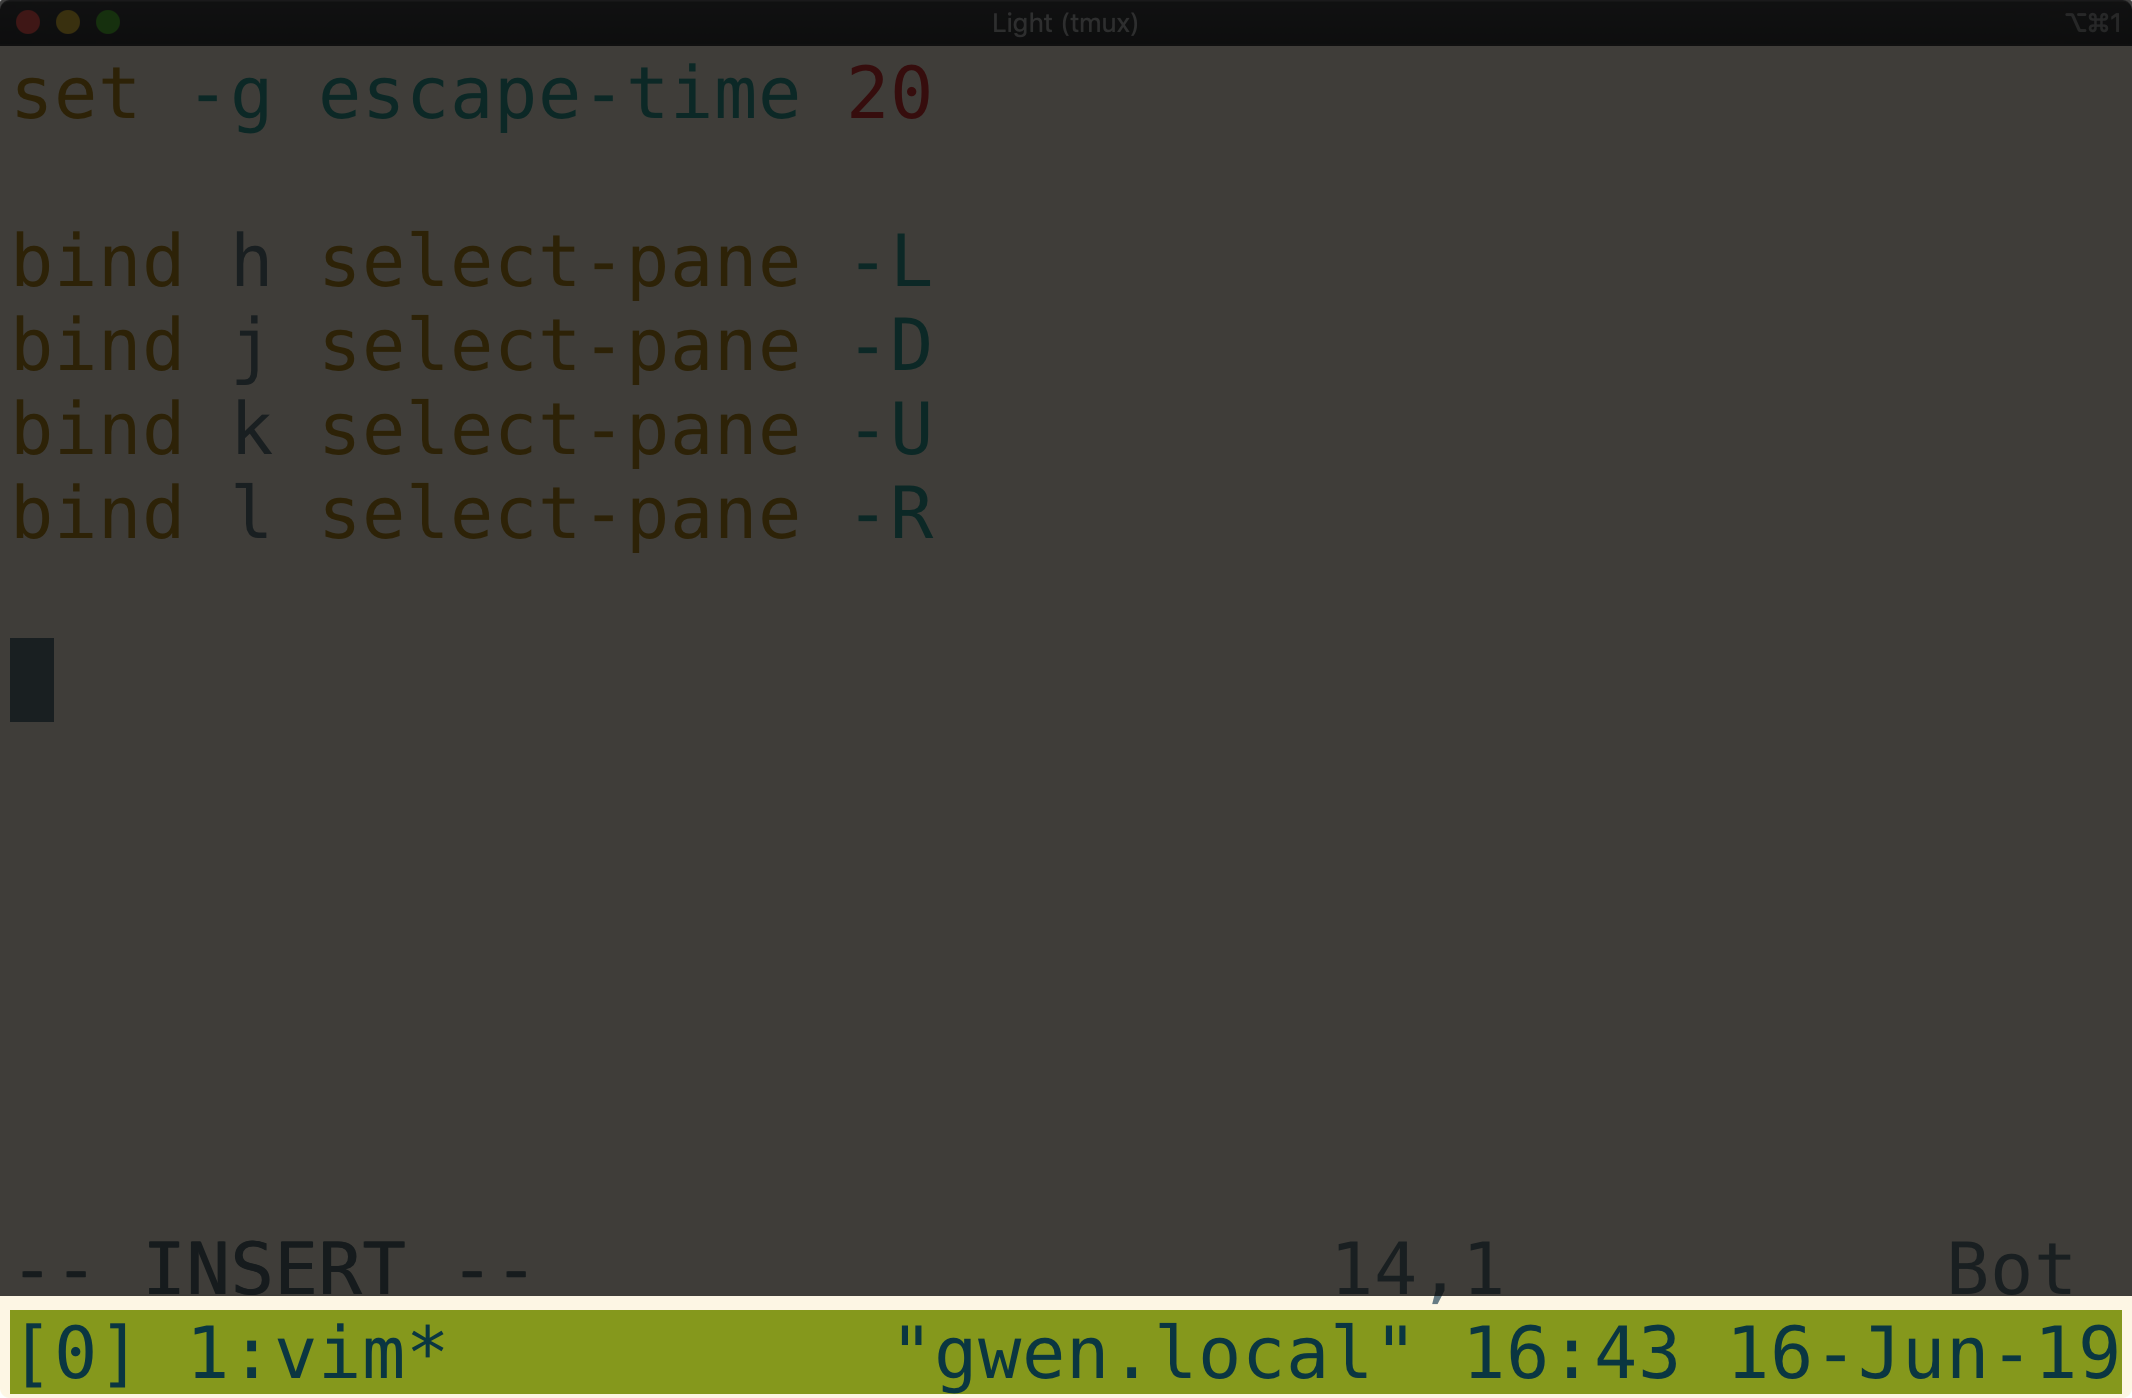 Light (tmux) ⌥⌘1
set -g escape-time 20
bind h select-pane -L
bind j select-pane -D
bind k select-pane -U
bind l select-pane -R
-- INSERT -- 14,1 Bot
[0] 1:vim* "gwen.local" 16:43 16-Jun-19